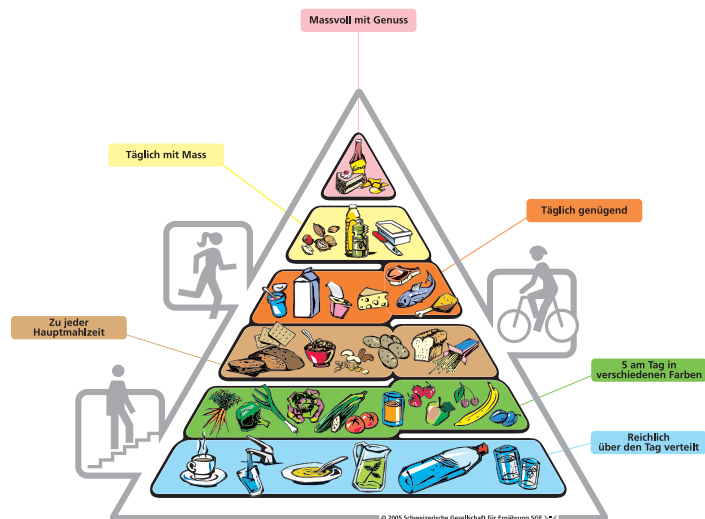 Massvoll mit Genuss
Täglich mit Mass
Täglich genügend
Zu jeder
Hauptmahlzeit
5 am Tag in
verschiedenen Farben
Reichlich
über den Tag verteilt
© 2005 Schweizerische Gesellschaft für Ernährung SGE